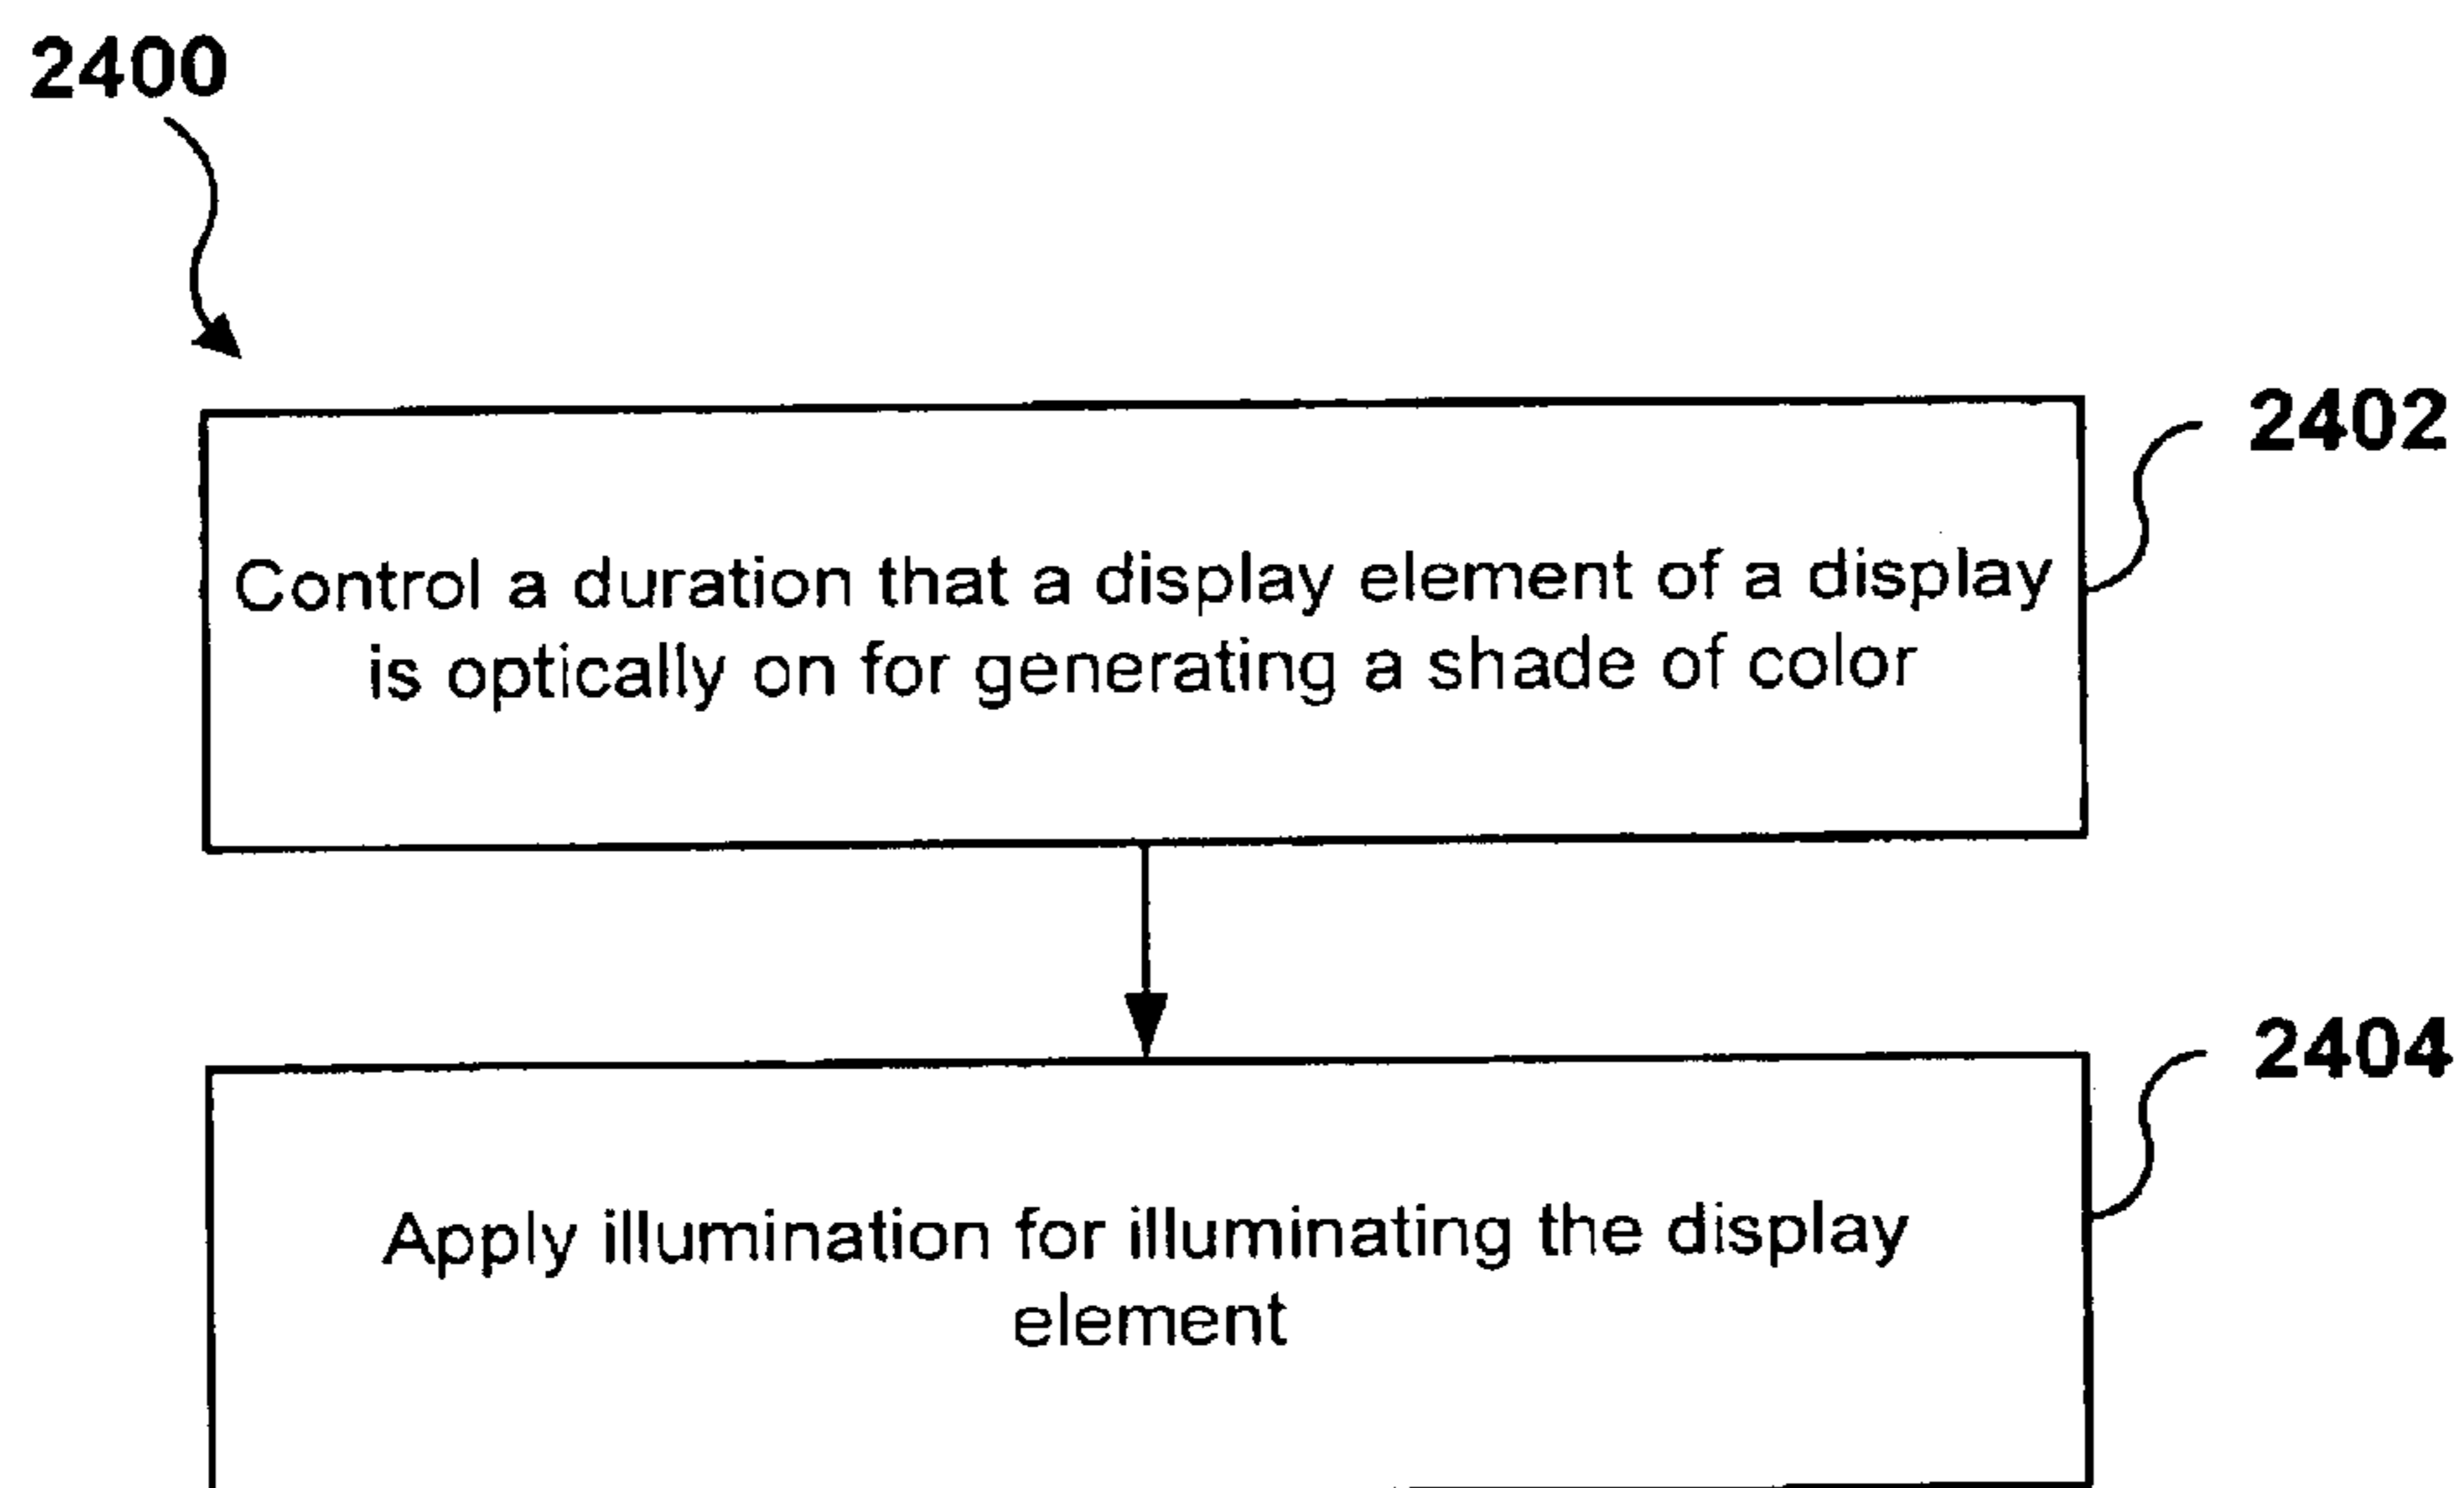 2400
2402
Control a duration that a display element of a display
is optically on for generating a shade of color
2404
Apply illumination for illuminating the display
element